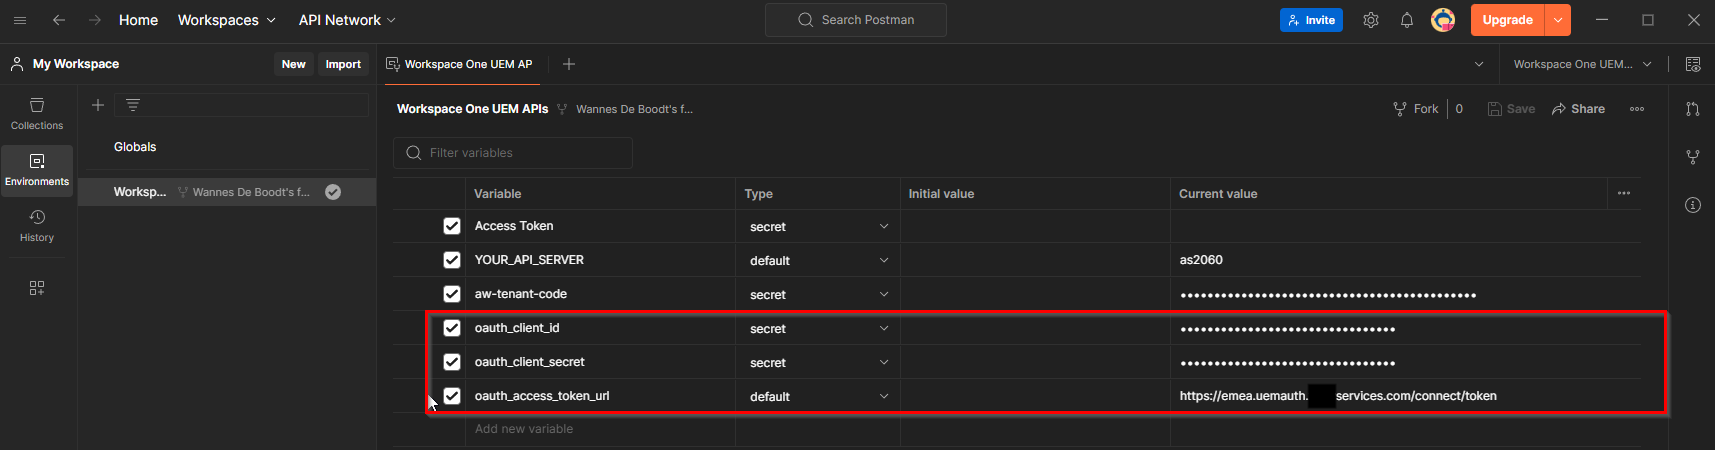 Home Workspaces API Network Search Postman Invite Upgrade
My Workspace New Import Workspace One UEM AP Workspace One UEM...
Collections
Environments
History
Globals
Worksp... Wannes De Boodt's f...
Workspace One UEM APIs Wannes De Boodt's f... Fork 0 Save Share
Filter variables
Variable Type Initial value Current value
Access Token secret
YOUR_API_SERVER default as2060
aw-tenant-code secret ••••••••••••••••••••••••••••••••••••••••••••
oauth_client_id secret ••••••••••••••••••••••••••••••••
oauth_client_secret secret ••••••••••••••••••••••••••••••••
oauth_access_token_url default https://emea.uemauth. services.com/connect/token
Add new variable